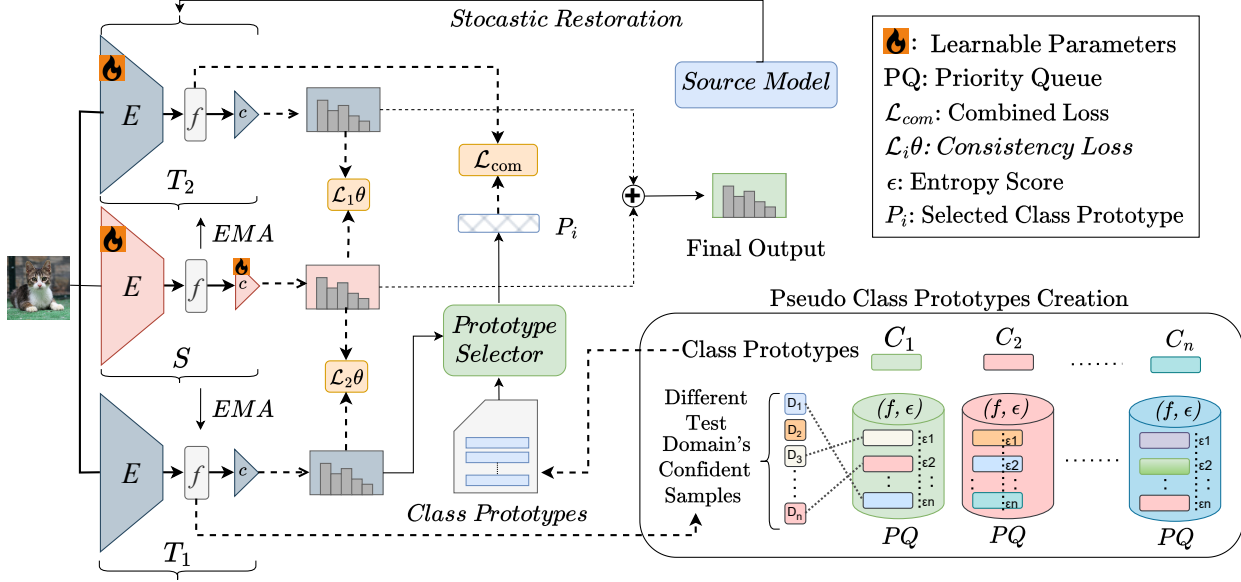 Stocastic Restoration
Source Model
: Learnable Parameters
PQ: Priority Queue
ℒcom: Combined Loss
ℒiθ: Consistency Loss
ϵ: Entropy Score
Pi: Selected Class Prototype
E
f
c
T2
ℒcom
ℒ1θ
EMA
Pi
+
Final Output
E
f
c
S
Prototype
Selector
ℒ2θ
EMA
E
f
c
T1
Class Prototypes
Pseudo Class Prototypes Creation
Class Prototypes
C1
C2
Cn
Different
Test
Domain's
Confident
Samples
D1
D2
D3
Dn
(f, ϵ)
ε1
ε2
εn
PQ
(f, ϵ)
ε1
ε2
εn
PQ
(f, ϵ)
ε1
ε2
εn
PQ